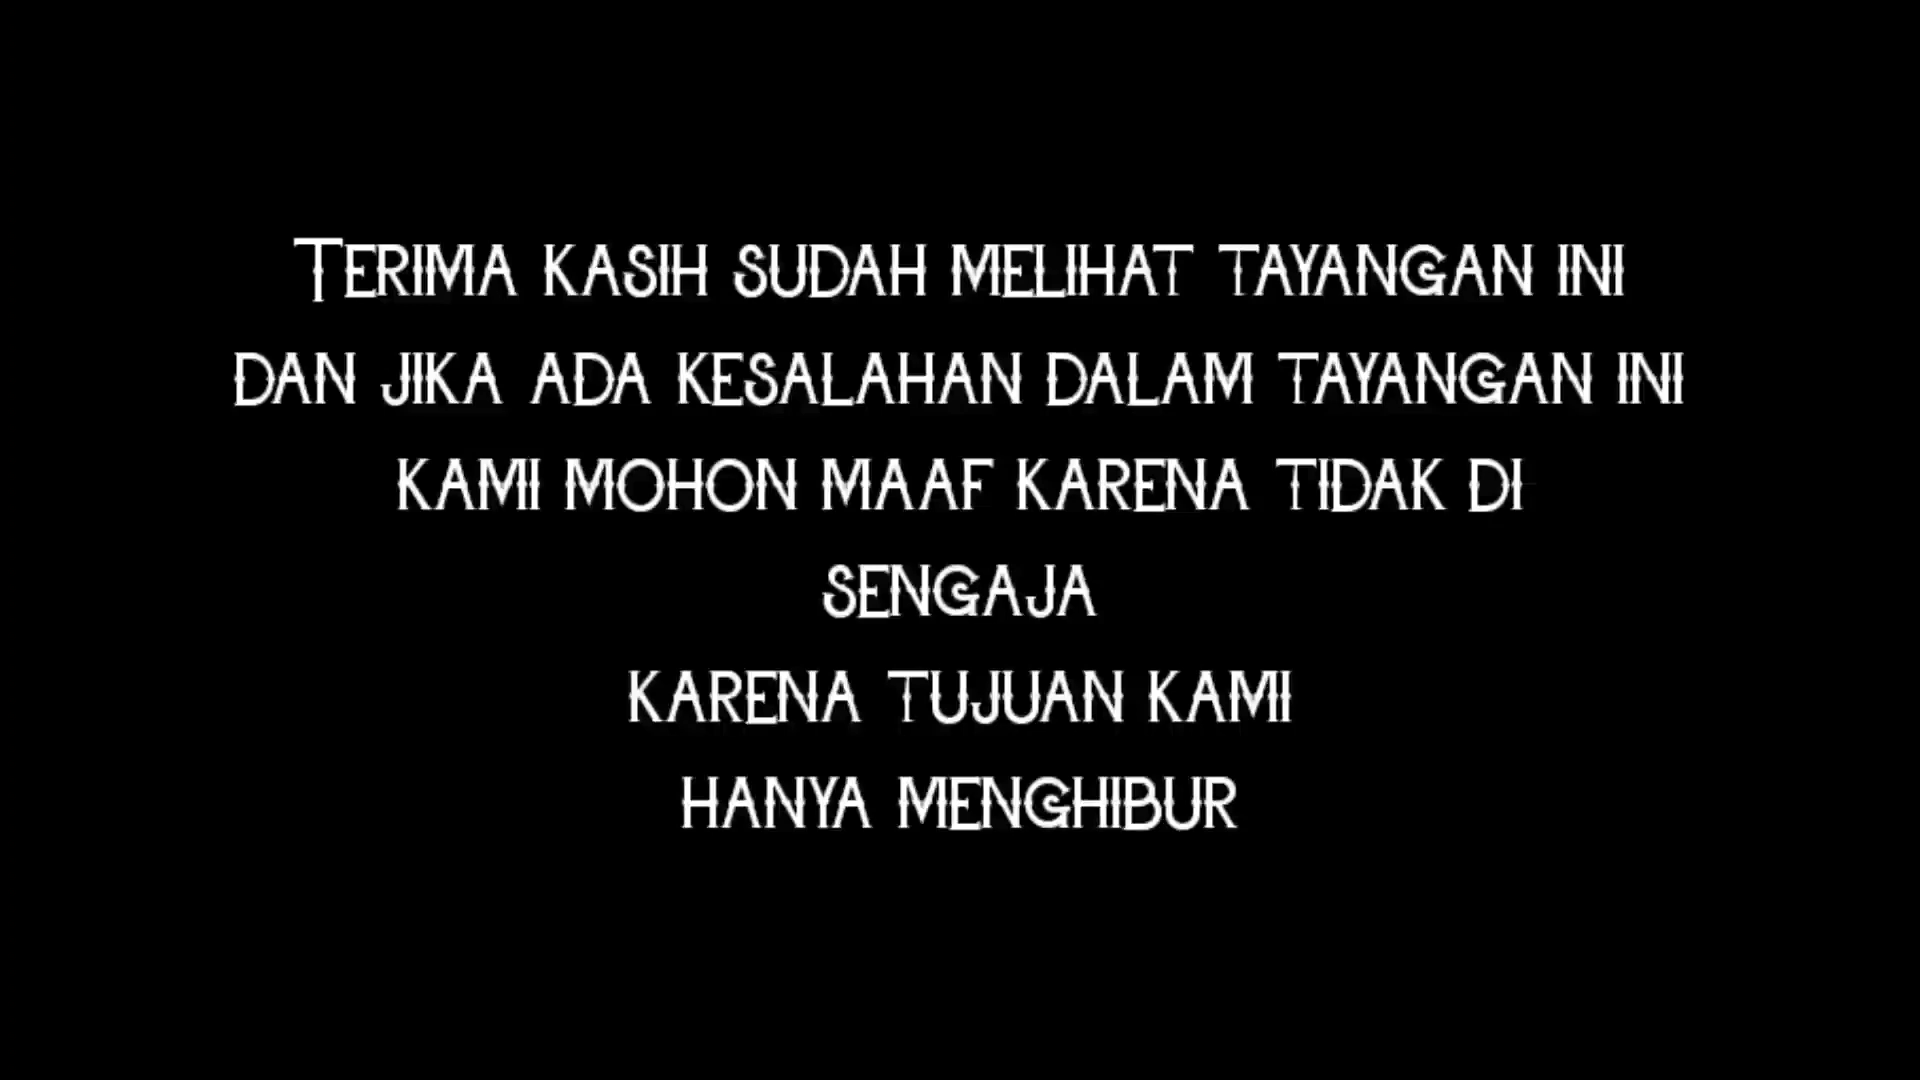 Terima kasih sudah melihat tayangan ini
dan jika ada kesalahan dalam tayangan ini
kami mohon maaf karena tidak di
sengaja
karena tujuan kami
hanya menghibur